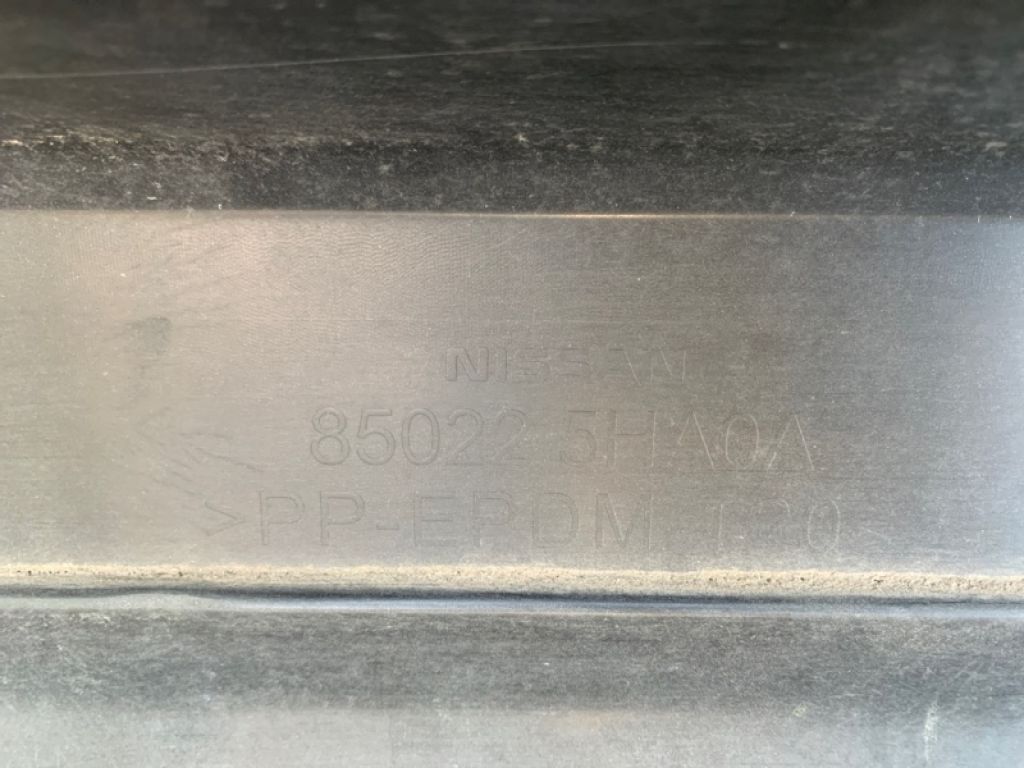 NISSAN
85022 5HA0A
>PP-EPDM T20<